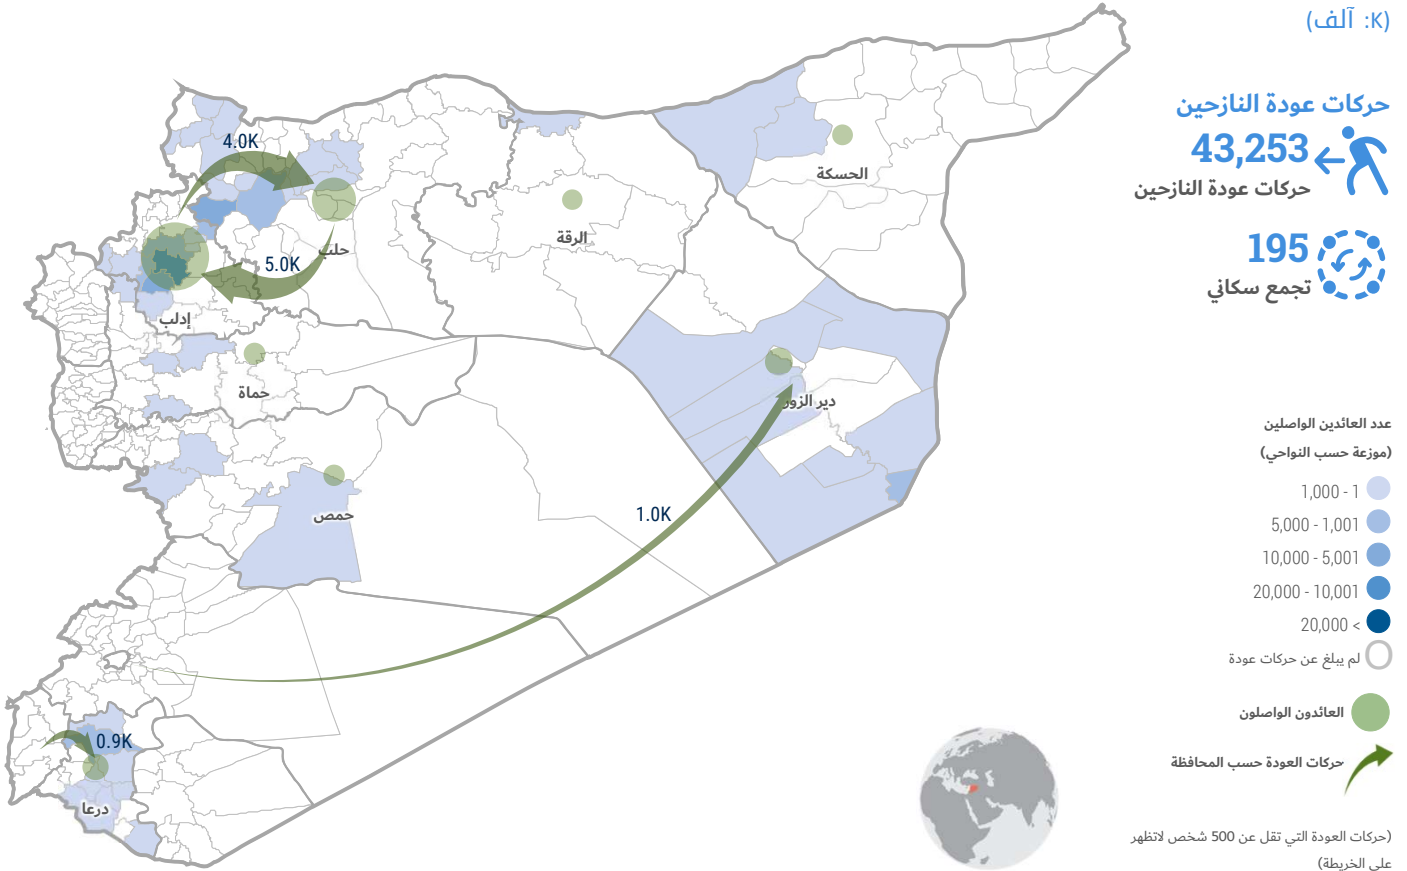 (K: آلف)
حركات عودة النازحين
43,253
حركات عودة النازحين
195
تجمع سكاني
4.0K
الحسكة
الرقة
حلب
5.0K
إدلب
حماة
دير الزور
حمص
1.0K
0.9K
درعا
عدد العائدين الواصلين
(موزعة حسب النواحي)
1,000 - 1
5,000 - 1,001
10,000 - 5,001
20,000 - 10,001
20,000 <
لم يبلغ عن حركات عودة
العائدون الواصلون
حركات العودة حسب المحافظة
(حركات العودة التي تقل عن 500 شخص لاتظهر
على الخريطة)